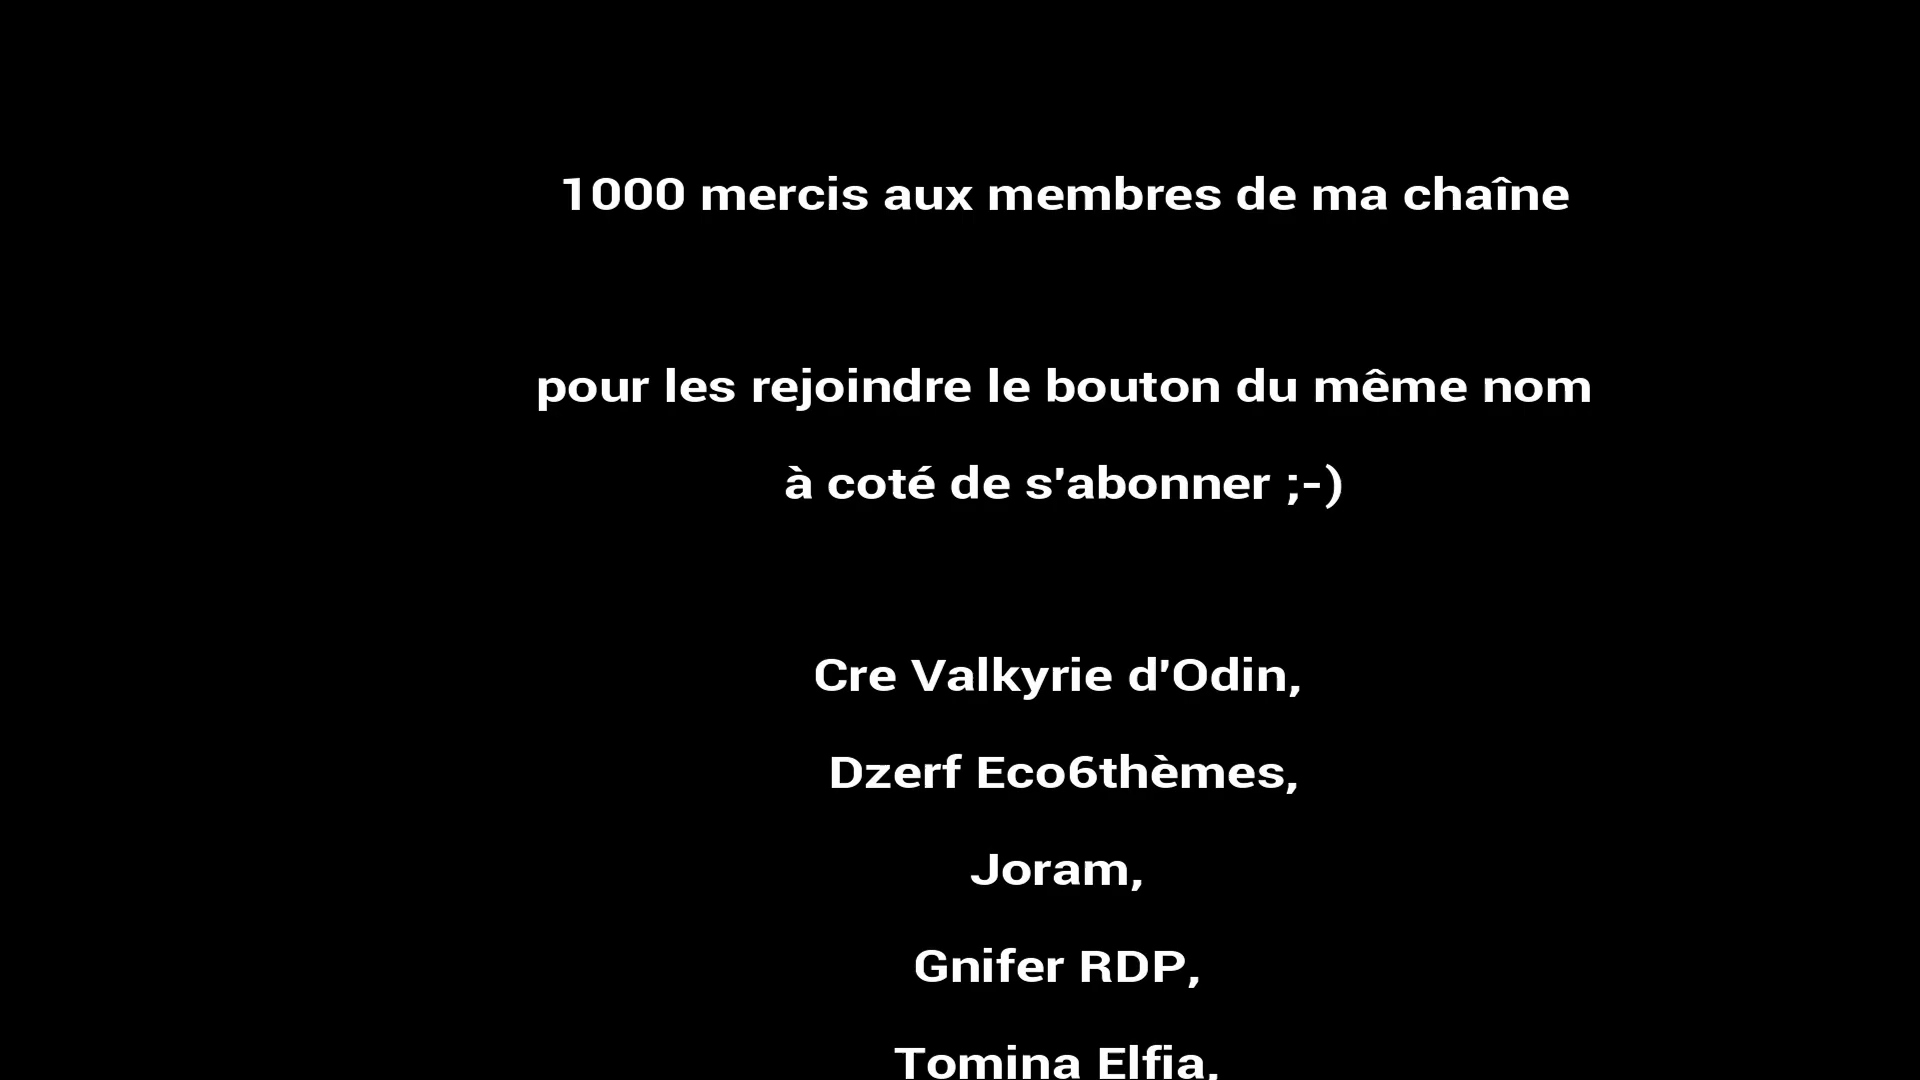 1000 mercis aux membres de ma chaîne
pour les rejoindre le bouton du même nom
à coté de s'abonner ;-)
Cre Valkyrie d'Odin,
Dzerf Eco6thèmes,
Joram,
Gnifer RDP,
Tomina Elfia,